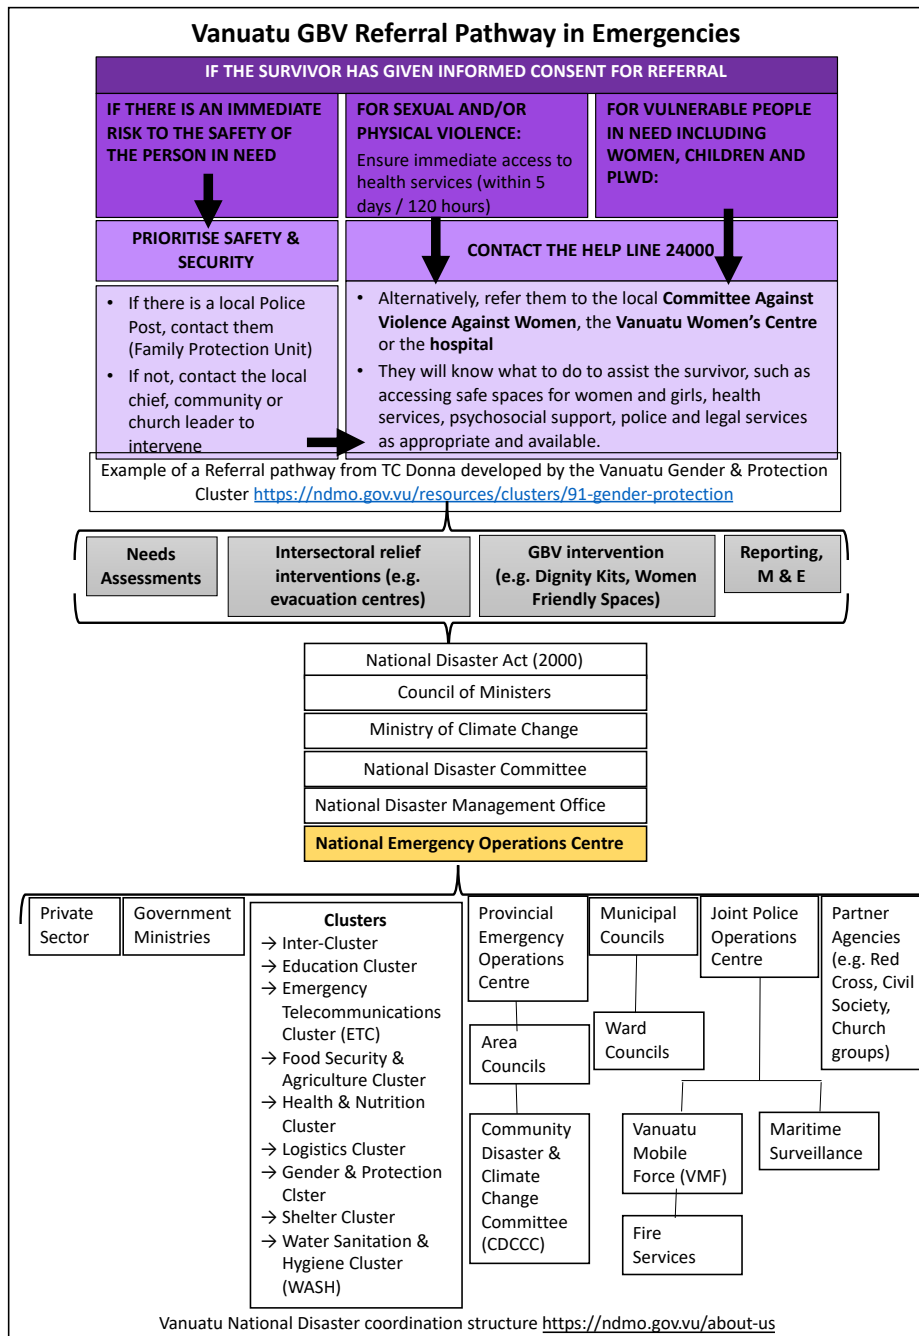 Vanuatu GBV Referral Pathway in Emergencies
IF THE SURVIVOR HAS GIVEN INFORMED CONSENT FOR REFERRAL
IF THERE IS AN IMMEDIATE
RISK TO THE SAFETY OF
THE PERSON IN NEED
FOR SEXUAL AND/OR
PHYSICAL VIOLENCE:
Ensure immediate access to
health services (within 5
days / 120 hours)
FOR VULNERABLE PEOPLE
IN NEED INCLUDING
WOMEN, CHILDREN AND
PLWD:
PRIORITISE SAFETY &
SECURITY
CONTACT THE HELP LINE 24000
• If there is a local Police
Post, contact them
(Family Protection Unit)
• If not, contact the local
chief, community or
church leader to
intervene
• Alternatively, refer them to the local Committee Against
Violence Against Women, the Vanuatu Women’s Centre
or the hospital
• They will know what to do to assist the survivor, such as
accessing safe spaces for women and girls, health
services, psychosocial support, police and legal services
as appropriate and available.
Example of a Referral pathway from TC Donna developed by the Vanuatu Gender & Protection
Cluster https://ndmo.gov.vu/resources/clusters/91-gender-protection
Needs
Assessments
Intersectoral relief
interventions (e.g.
evacuation centres)
GBV intervention
(e.g. Dignity Kits, Women
Friendly Spaces)
Reporting,
M & E
National Disaster Act (2000)
Council of Ministers
Ministry of Climate Change
National Disaster Committee
National Disaster Management Office
National Emergency Operations Centre
Private
Sector
Government
Ministries
Clusters
→ Inter-Cluster
→ Education Cluster
→ Emergency
Telecommunications
Cluster (ETC)
→ Food Security &
Agriculture Cluster
→ Health & Nutrition
Cluster
→ Logistics Cluster
→ Gender & Protection
Clster
→ Shelter Cluster
→ Water Sanitation &
Hygiene Cluster
(WASH)
Provincial
Emergency
Operations
Centre
Area
Councils
Community
Disaster &
Climate
Change
Committee
(CDCCC)
Municipal
Councils
Ward
Councils
Joint Police
Operations
Centre
Vanuatu
Mobile
Force (VMF)
Fire
Services
Maritime
Surveillance
Partner
Agencies
(e.g. Red
Cross, Civil
Society,
Church
groups)
Vanuatu National Disaster coordination structure https://ndmo.gov.vu/about-us